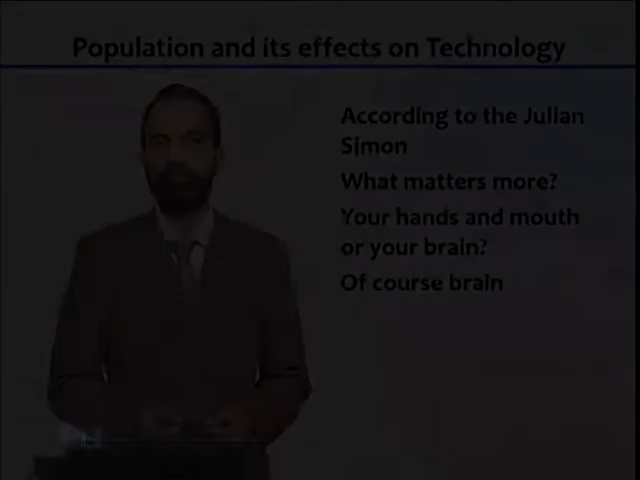 Population and its effects on Technology
According to the Julian
Simon
What matters more?
Your hands and mouth
or your brain?
Of course brain